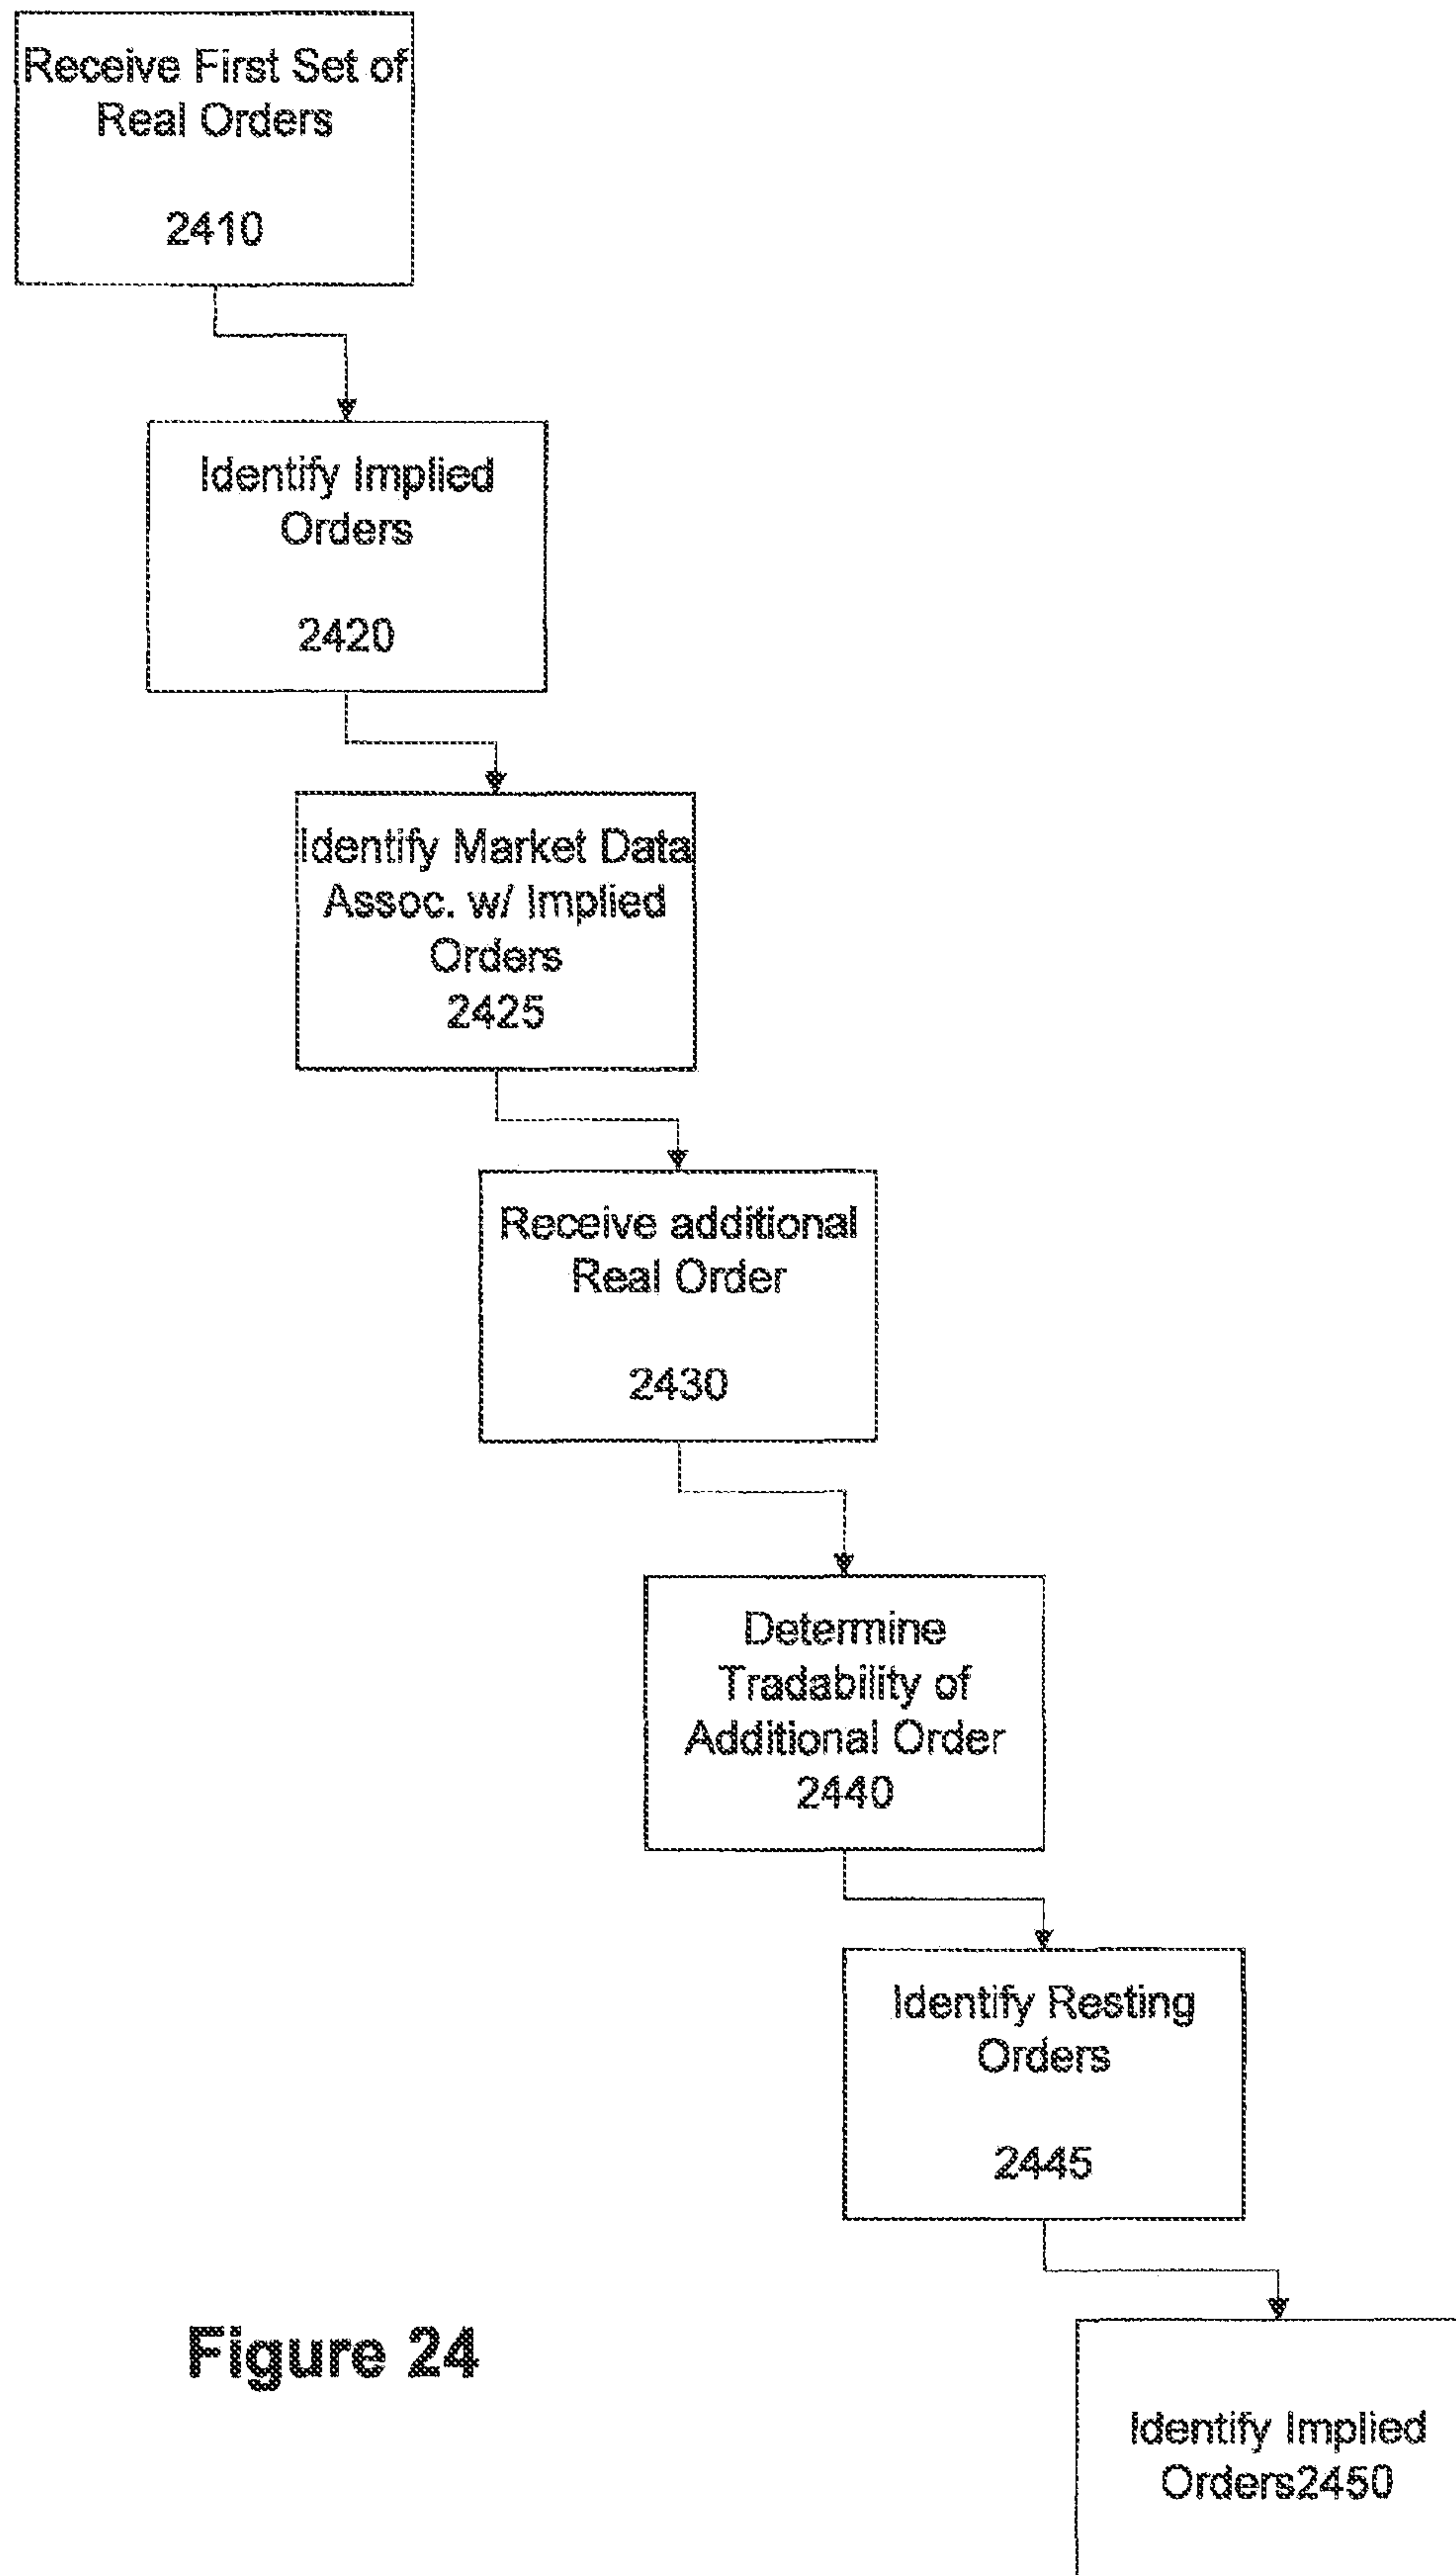 Receive First Set of
Real Orders
2410
Identify Implied
Orders
2420
Identify Market Data
Assoc. w/ Implied
Orders
2425
Receive additional
Real Order
2430
Determine
Tradability of
Additional Order
2440
Identify Resting
Orders
2445
Identify Implied
Orders2450
Figure 24